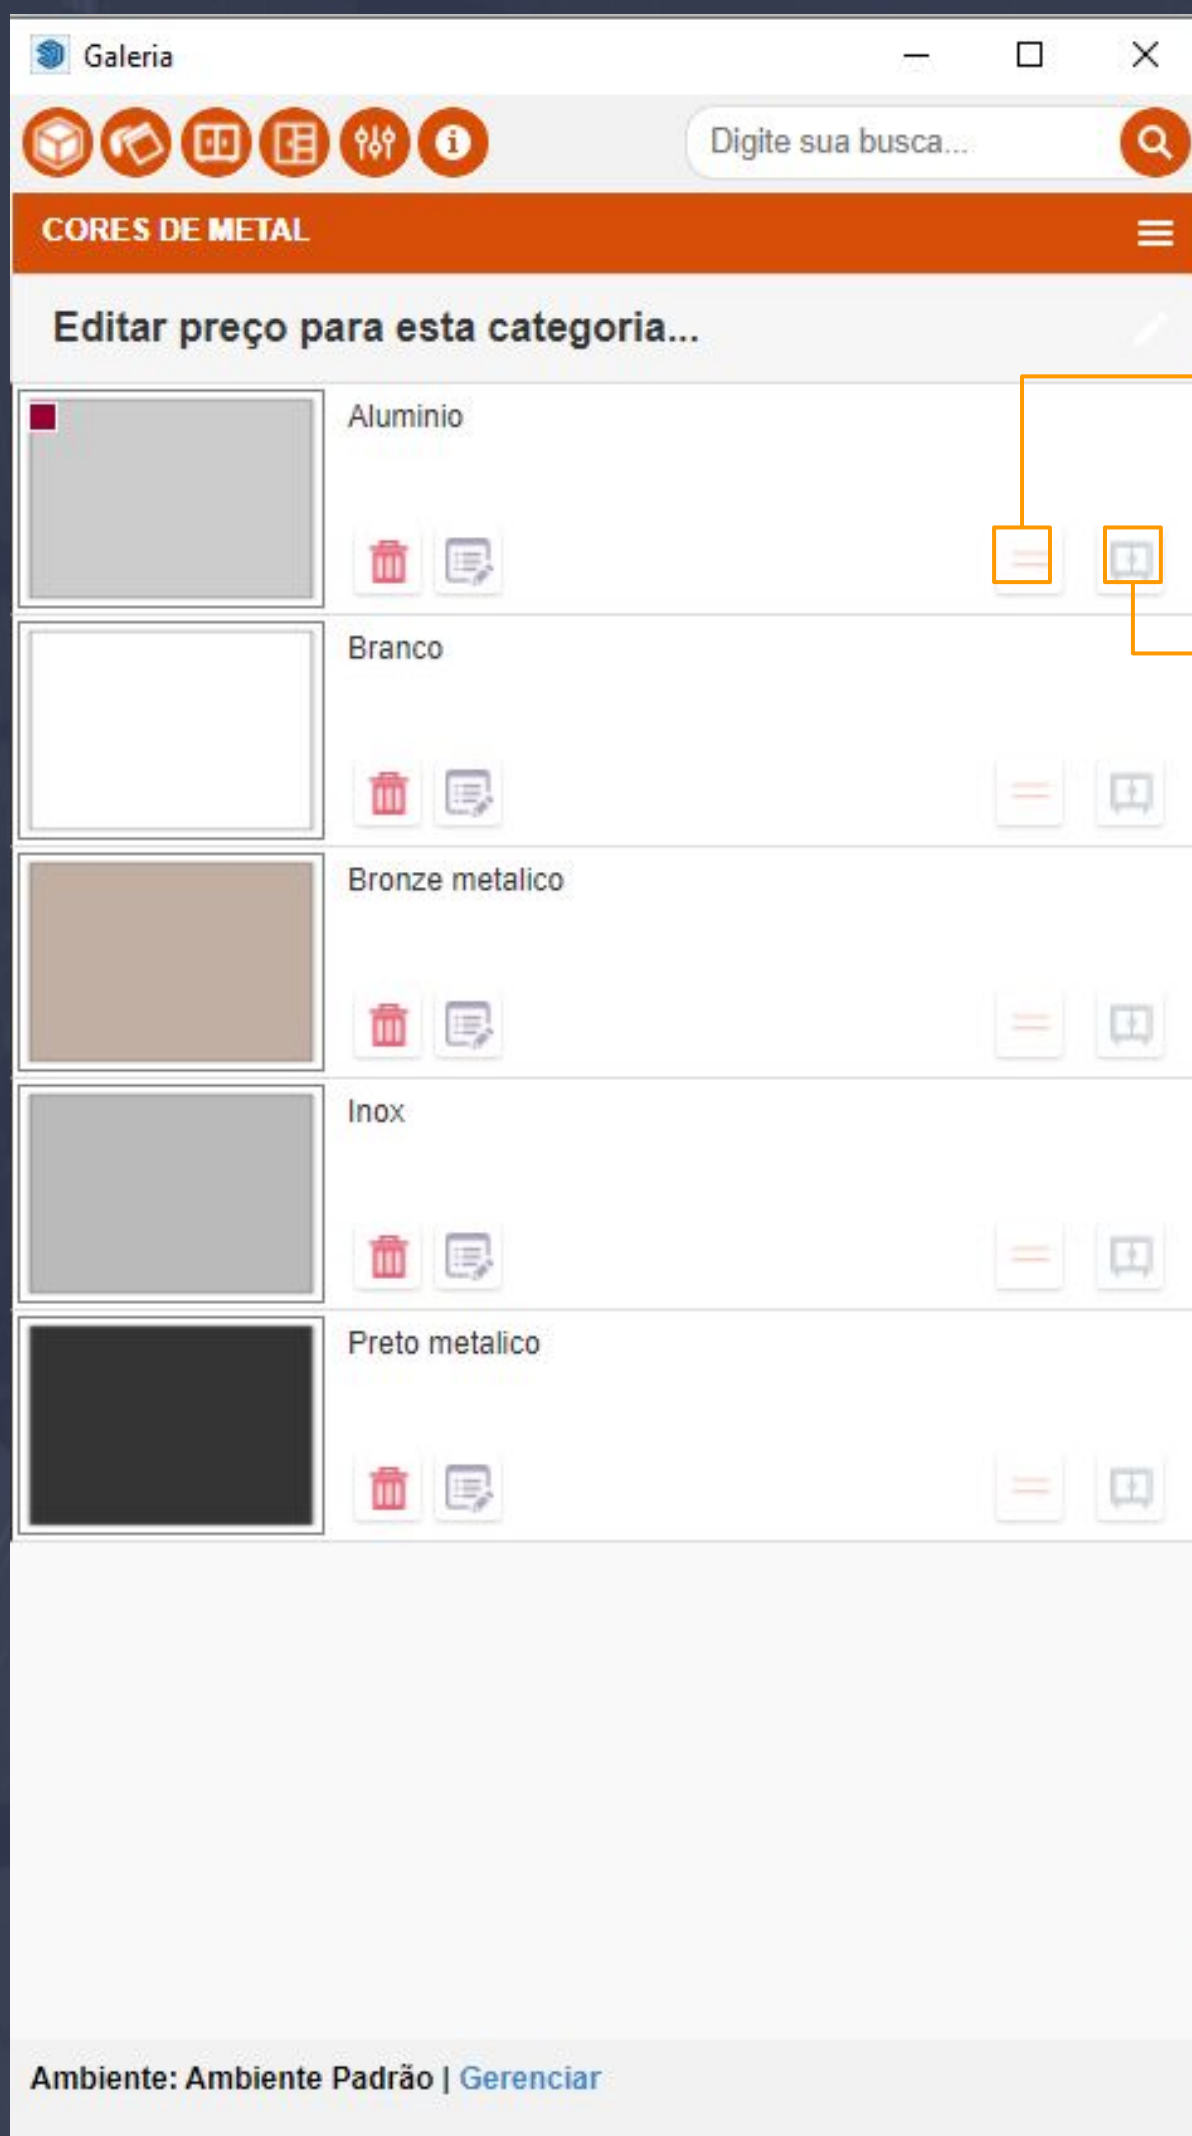 Galeria
Digite sua busca...
CORES DE METAL
Editar preço para esta categoria...
Aluminio
Branco
Bronze metalico
Inox
Preto metalico
Ambiente: Ambiente Padrão | Gerenciar